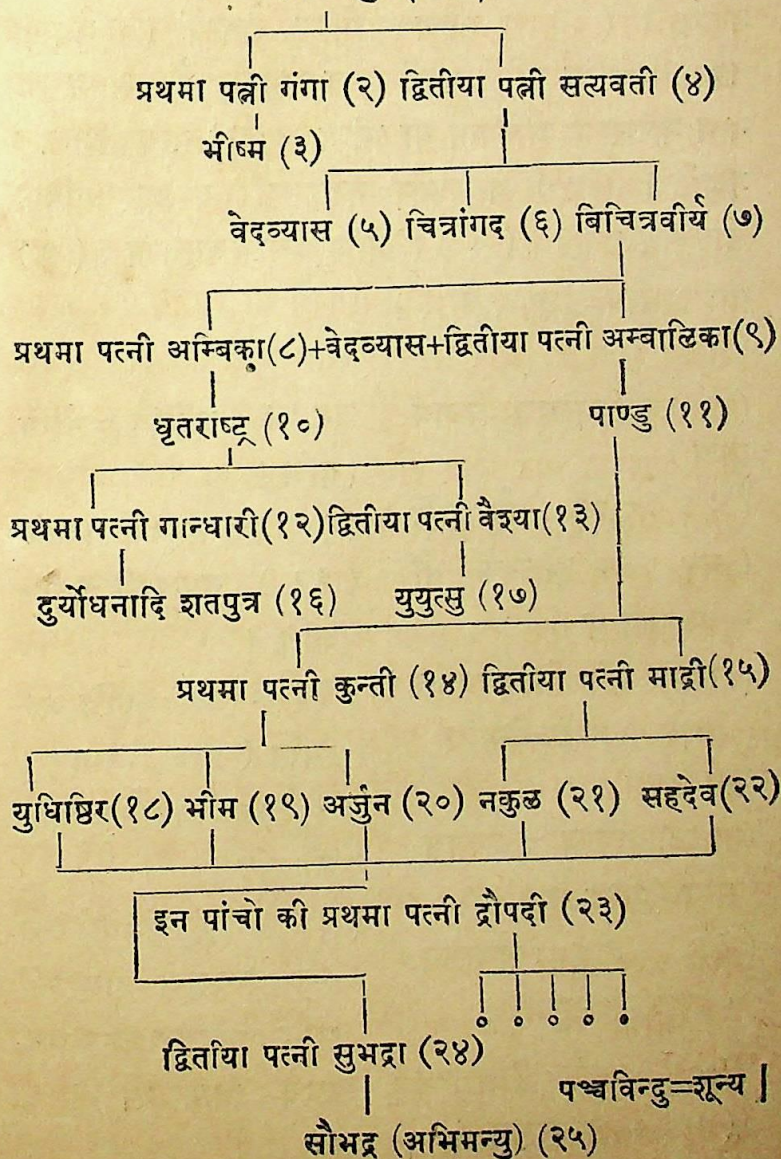 प्रथमा पत्नी गंगा (२) द्वितीया पत्नी सत्यवती (४)
भीष्म (३)
वेदव्यास (५) चित्रांगद (६) बिचित्रवीर्य (७)
प्रथमा पत्नी अम्बिका(८)+वेदव्यास+द्वितीया पत्नी अम्बालिका(९)
धृतराष्ट्र (१०) पाण्डु (११)
प्रथमा पत्नी गान्धारी(१२)द्वितीया पत्नी वैश्या(१३)
दुर्योधनादि शतपुत्र (१६) युयुत्सु (१७)
प्रथमा पत्नी कुन्ती (१४) द्वितीया पत्नी माद्री(१५)
युधिष्ठिर(१८) भीम (१९) अर्जुन (२०) नकुळ (२१) सहदेव(२२)
इन पांचो की प्रथमा पत्नी द्रौपदी (२३)
द्वितीया पत्नी सुभद्रा (२४)
पञ्चविन्दु=शून्य |
सौभद्र (अभिमन्यु) (२५)